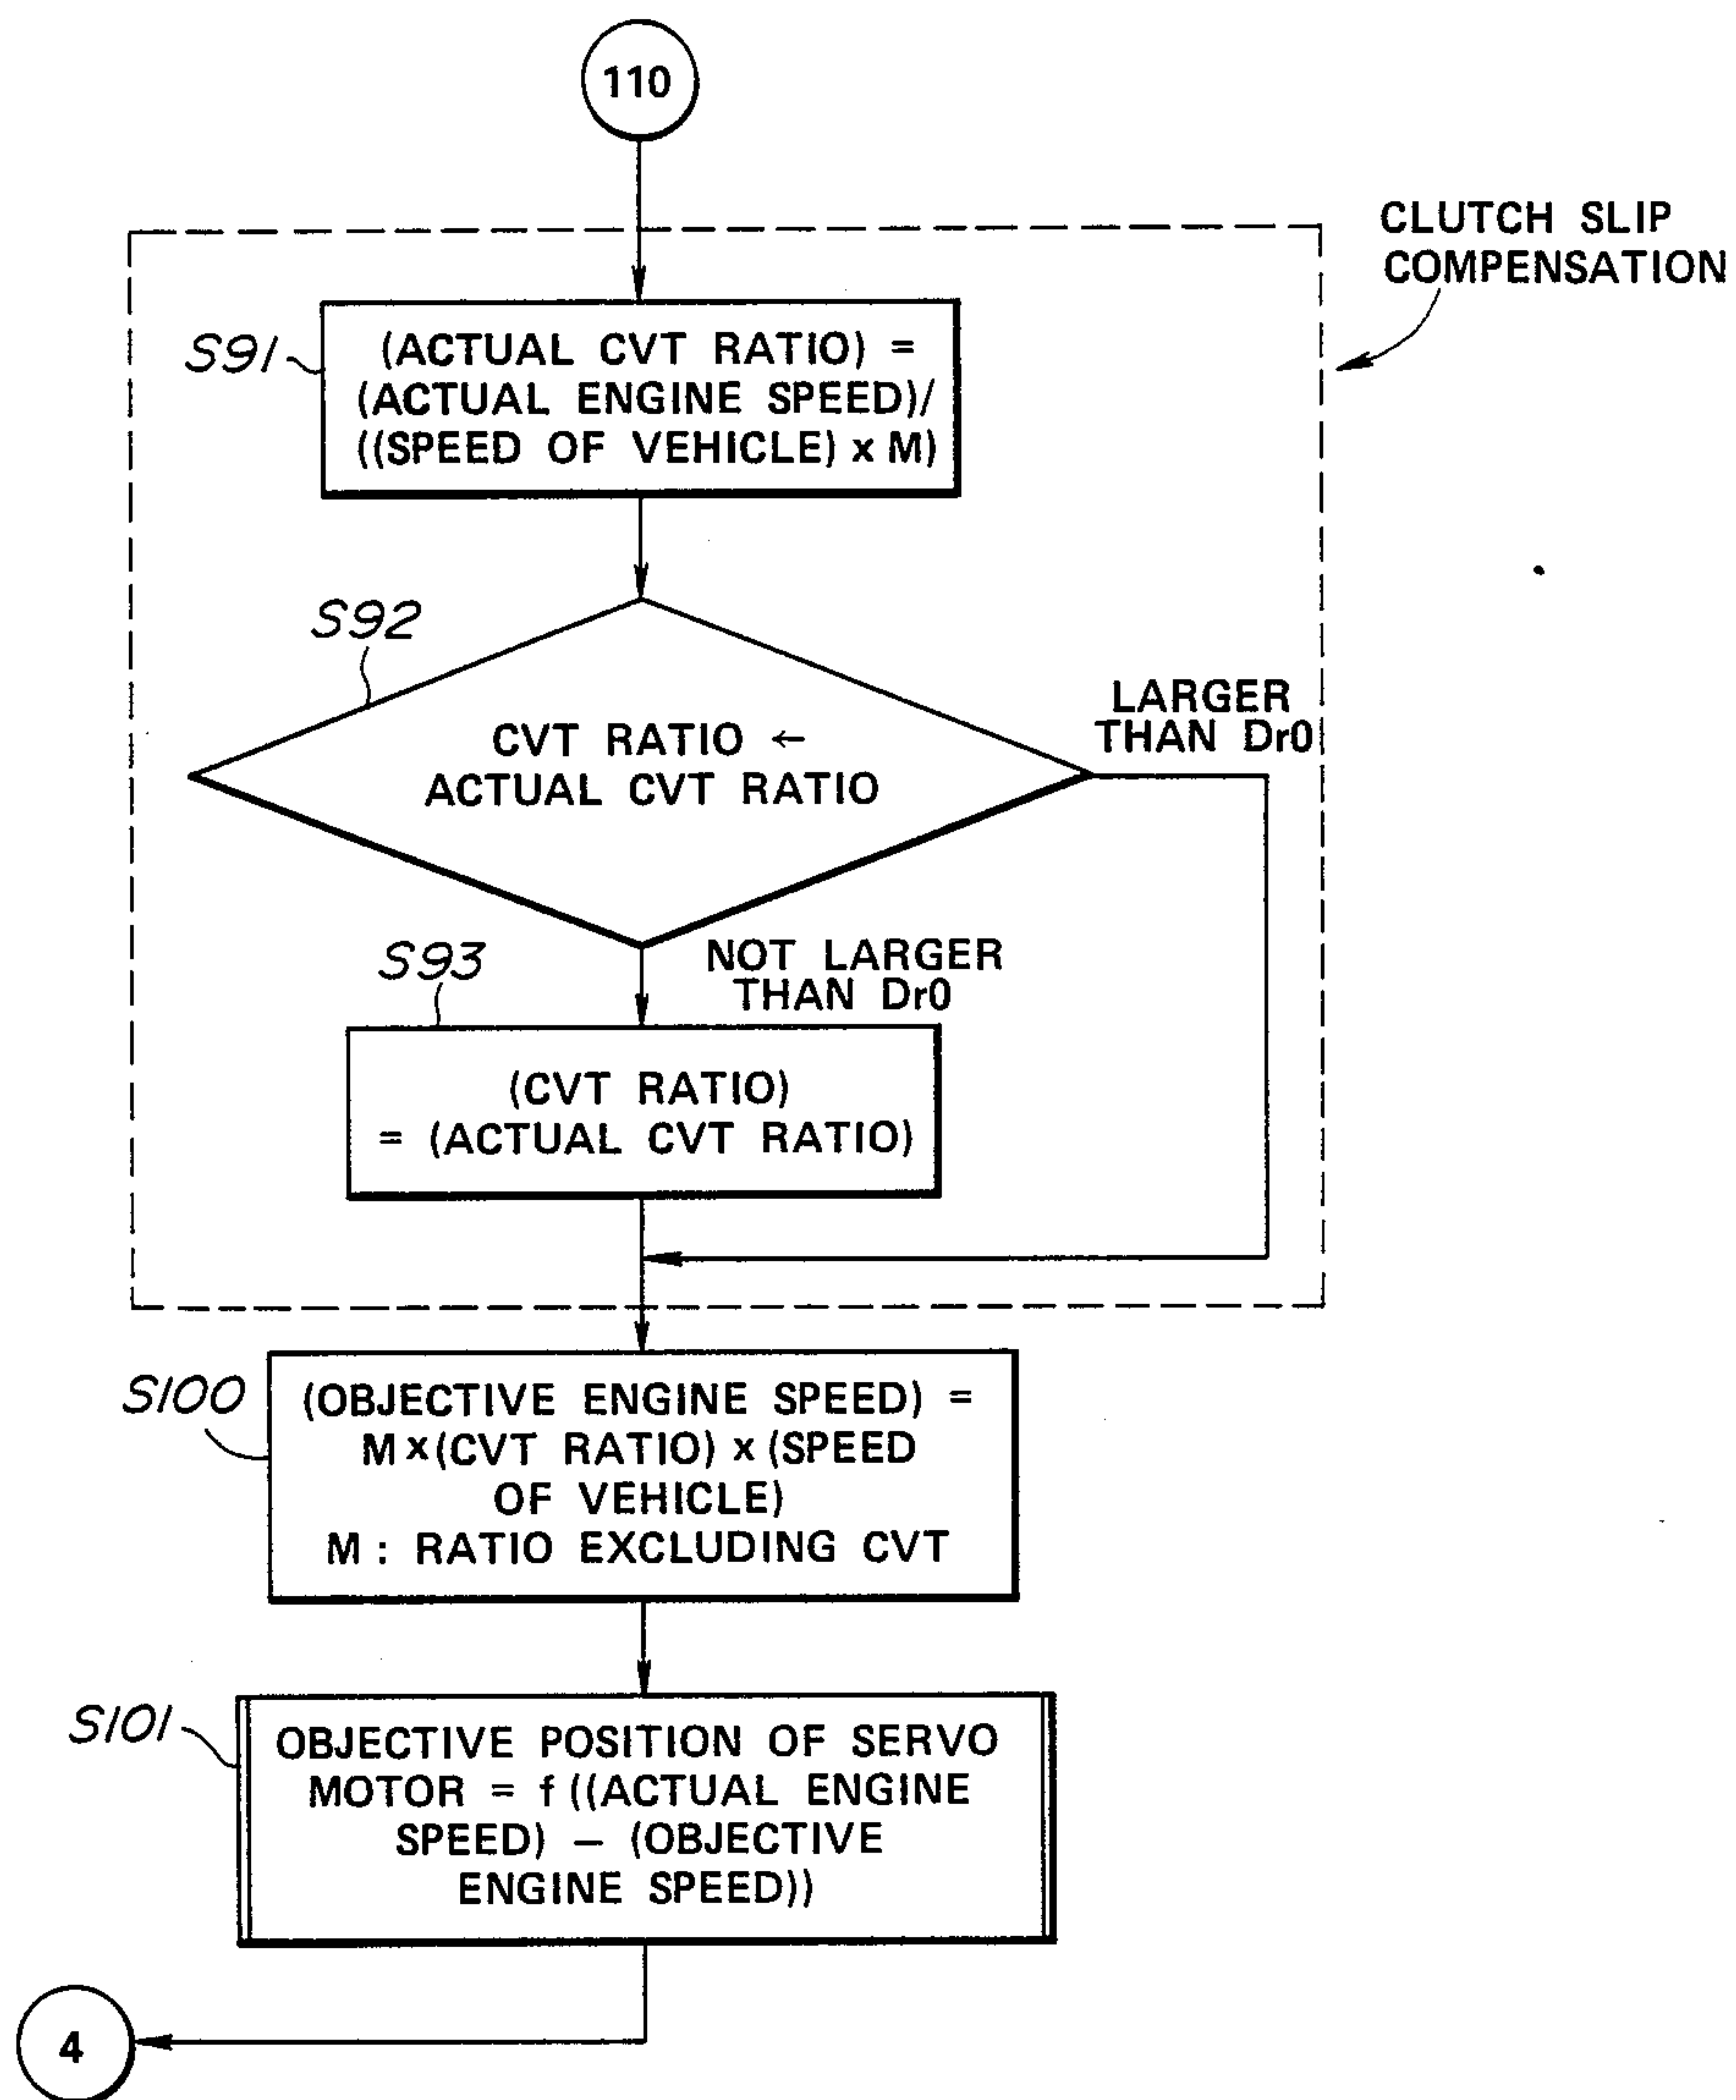 110
CLUTCH SLIP
COMPENSATION
S91
(ACTUAL CVT RATIO) =
(ACTUAL ENGINE SPEED)/
((SPEED OF VEHICLE) x M)
S92
CVT RATIO ←
ACTUAL CVT RATIO
LARGER
THAN Dr0
NOT LARGER
THAN Dr0
S93
(CVT RATIO)
= (ACTUAL CVT RATIO)
S100
(OBJECTIVE ENGINE SPEED) =
M x (CVT RATIO) x (SPEED
OF VEHICLE)
M : RATIO EXCLUDING CVT
S101
OBJECTIVE POSITION OF SERVO
MOTOR = f ((ACTUAL ENGINE
SPEED) – (OBJECTIVE
ENGINE SPEED))
4